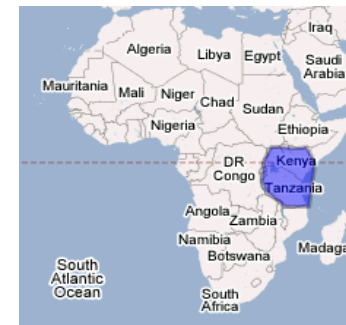 Iraq
Algeria
Libya
Egypt
Saudi
Arabia
Mauritania
Mali
Niger
Chad
Sudan
Nigeria
Ethiopia
DR
Congo
Kenya
Tanzania
Angola
Zambia
Namibia
Botswana
Madaga
South
Atlantic
Ocean
South
Africa